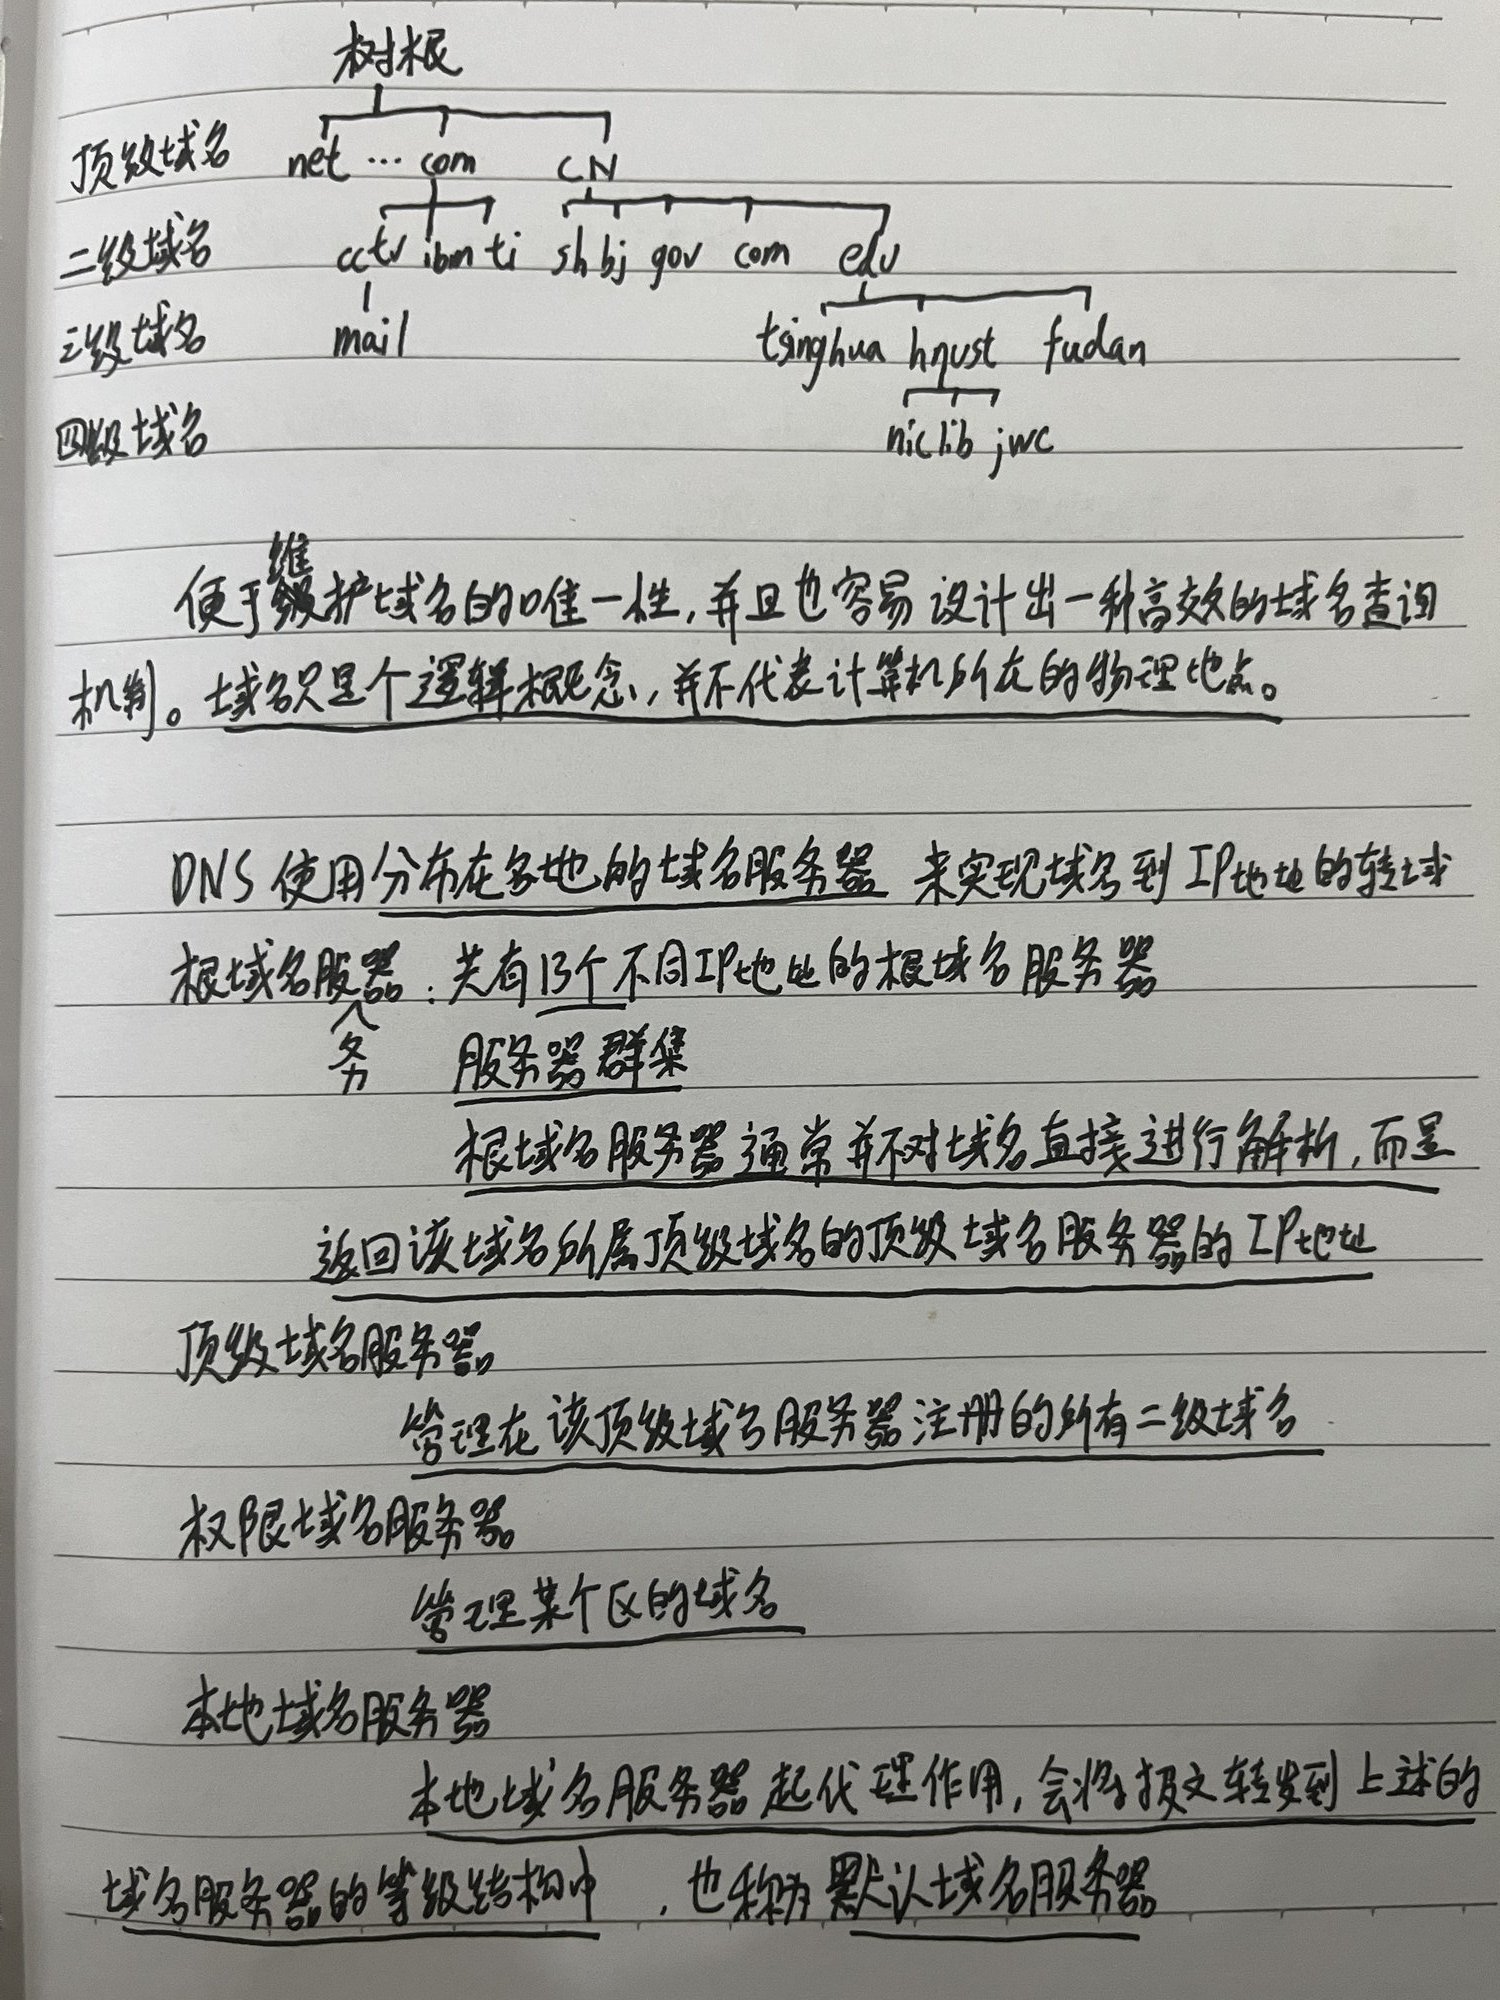 树根
顶级域名 net … com CN
二级域名 cctv ibm ti sh bj gov com edu
三级域名 mail tsinghua hnust fudan
四级域名 nic lib jwc
便于维护域名的唯一性,并且也容易设计出一种高效的域名查询
机制。域名只是个逻辑概念,并不代表计算机所在的物理地点。
DNS 使用分布在各地的域名服务器 来实现域名到IP地址的转域
根域名服务器:共有13个不同IP地址的根域名服务器
服务器群集
根域名服务器通常并不对域名直接进行解析,而是
返回该域名所属顶级域名的顶级域名服务器的IP地址
顶级域名服务器
管理在该顶级域名服务器注册的所有二级域名
权限域名服务器
管理某个区的域名
本地域名服务器
本地域名服务器起代理作用,会将报文转发到上述的
域名服务器的等级结构中,也称为默认域名服务器